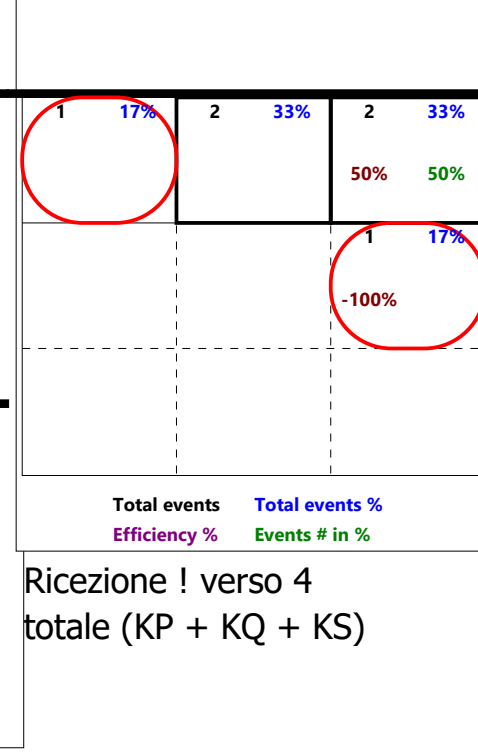 1 17% 2 33% 2 33%
50% 50%
1 17%
-100%
Total events Total events %
Efficiency % Events # in %
Ricezione ! verso 4
totale (KP + KQ + KS)